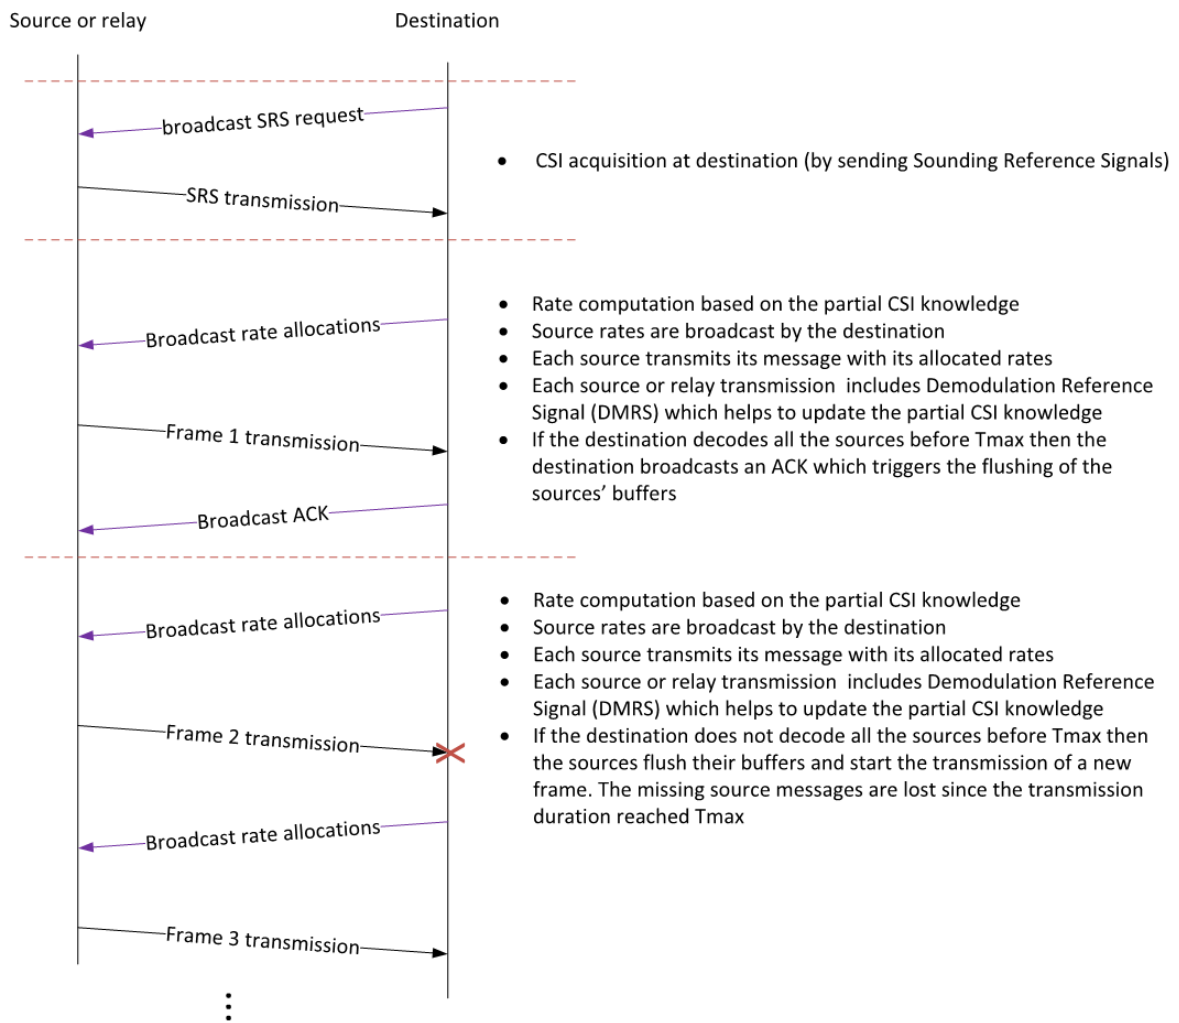 Source or relay
Destination
broadcast SRS request
• CSI acquisition at destination (by sending Sounding Reference Signals)
SRS transmission
• Rate computation based on the partial CSI knowledge
Broadcast rate allocations
• Source rates are broadcast by the destination
• Each source transmits its message with its allocated rates
• Each source or relay transmission includes Demodulation Reference
Signal (DMRS) which helps to update the partial CSI knowledge
Frame 1 transmission
• If the destination decodes all the sources before Tmax then the
destination broadcasts an ACK which triggers the flushing of the
sources’ buffers
Broadcast ACK
• Rate computation based on the partial CSI knowledge
Broadcast rate allocations
• Source rates are broadcast by the destination
• Each source transmits its message with its allocated rates
• Each source or relay transmission includes Demodulation Reference
Signal (DMRS) which helps to update the partial CSI knowledge
Frame 2 transmission
• If the destination does not decode all the sources before Tmax then
the sources flush their buffers and start the transmission of a new
frame. The missing source messages are lost since the transmission
duration reached Tmax
Broadcast rate allocations
Frame 3 transmission